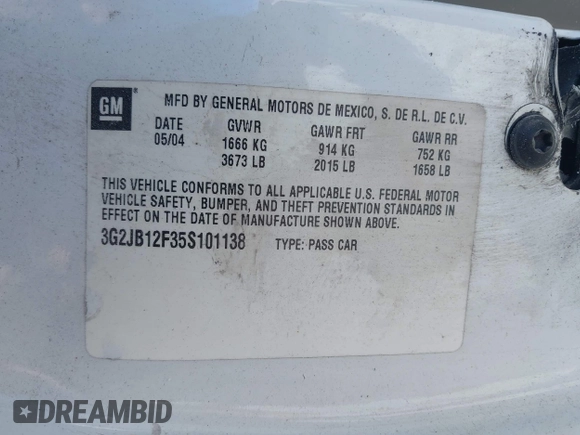 GM
MFD BY GENERAL MOTORS DE MEXICO, S. DE R.L. DE C.V.
DATE GVWR GAWR FRT GAWR RR
05/04 1666 KG 914 KG 752 KG
3673 LB 2015 LB 1658 LB
THIS VEHICLE CONFORMS TO ALL APPLICABLE U.S. FEDERAL MOTOR
VEHICLE SAFETY, BUMPER, AND THEFT PREVENTION STANDARDS IN
EFFECT ON THE DATE OF MANUFACTURE SHOWN ABOVE.
3G2JB12F35S101138 TYPE: PASS CAR
DREAMBID